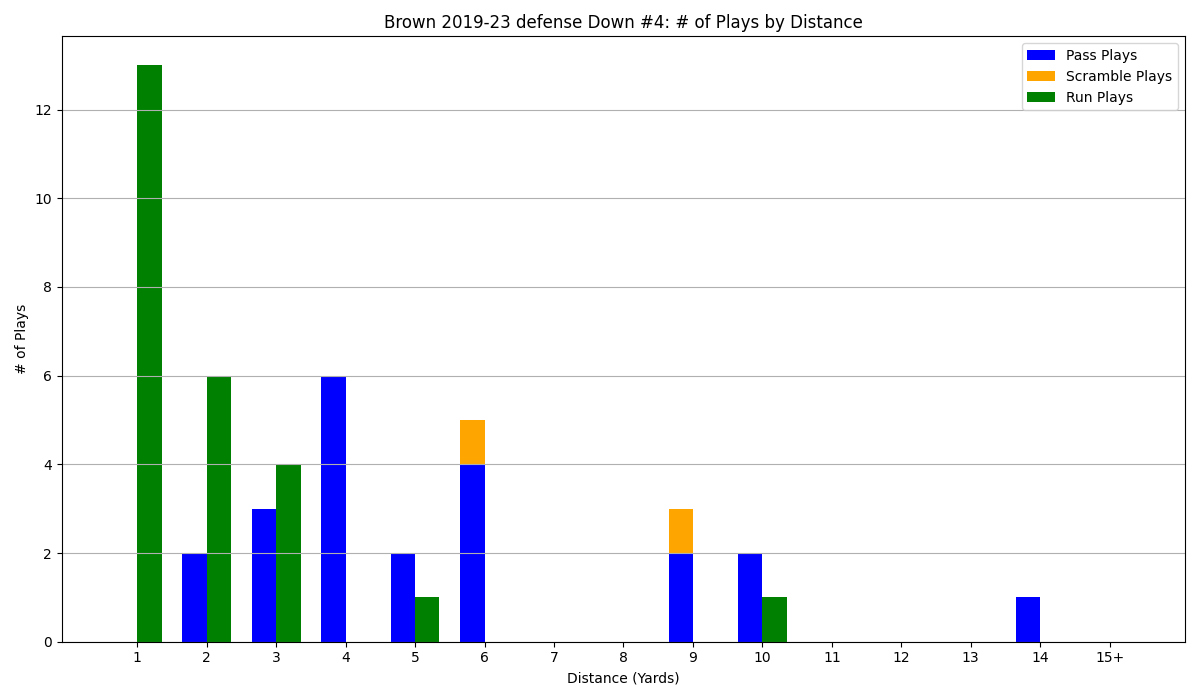 Brown 2019-23 defense Down #4: # of Plays by Distance
Pass Plays
Scramble Plays
Run Plays
# of Plays
12
10
8
6
4
2
0
1 2 3 4 5 6 7 8 9 10 11 12 13 14 15+
Distance (Yards)